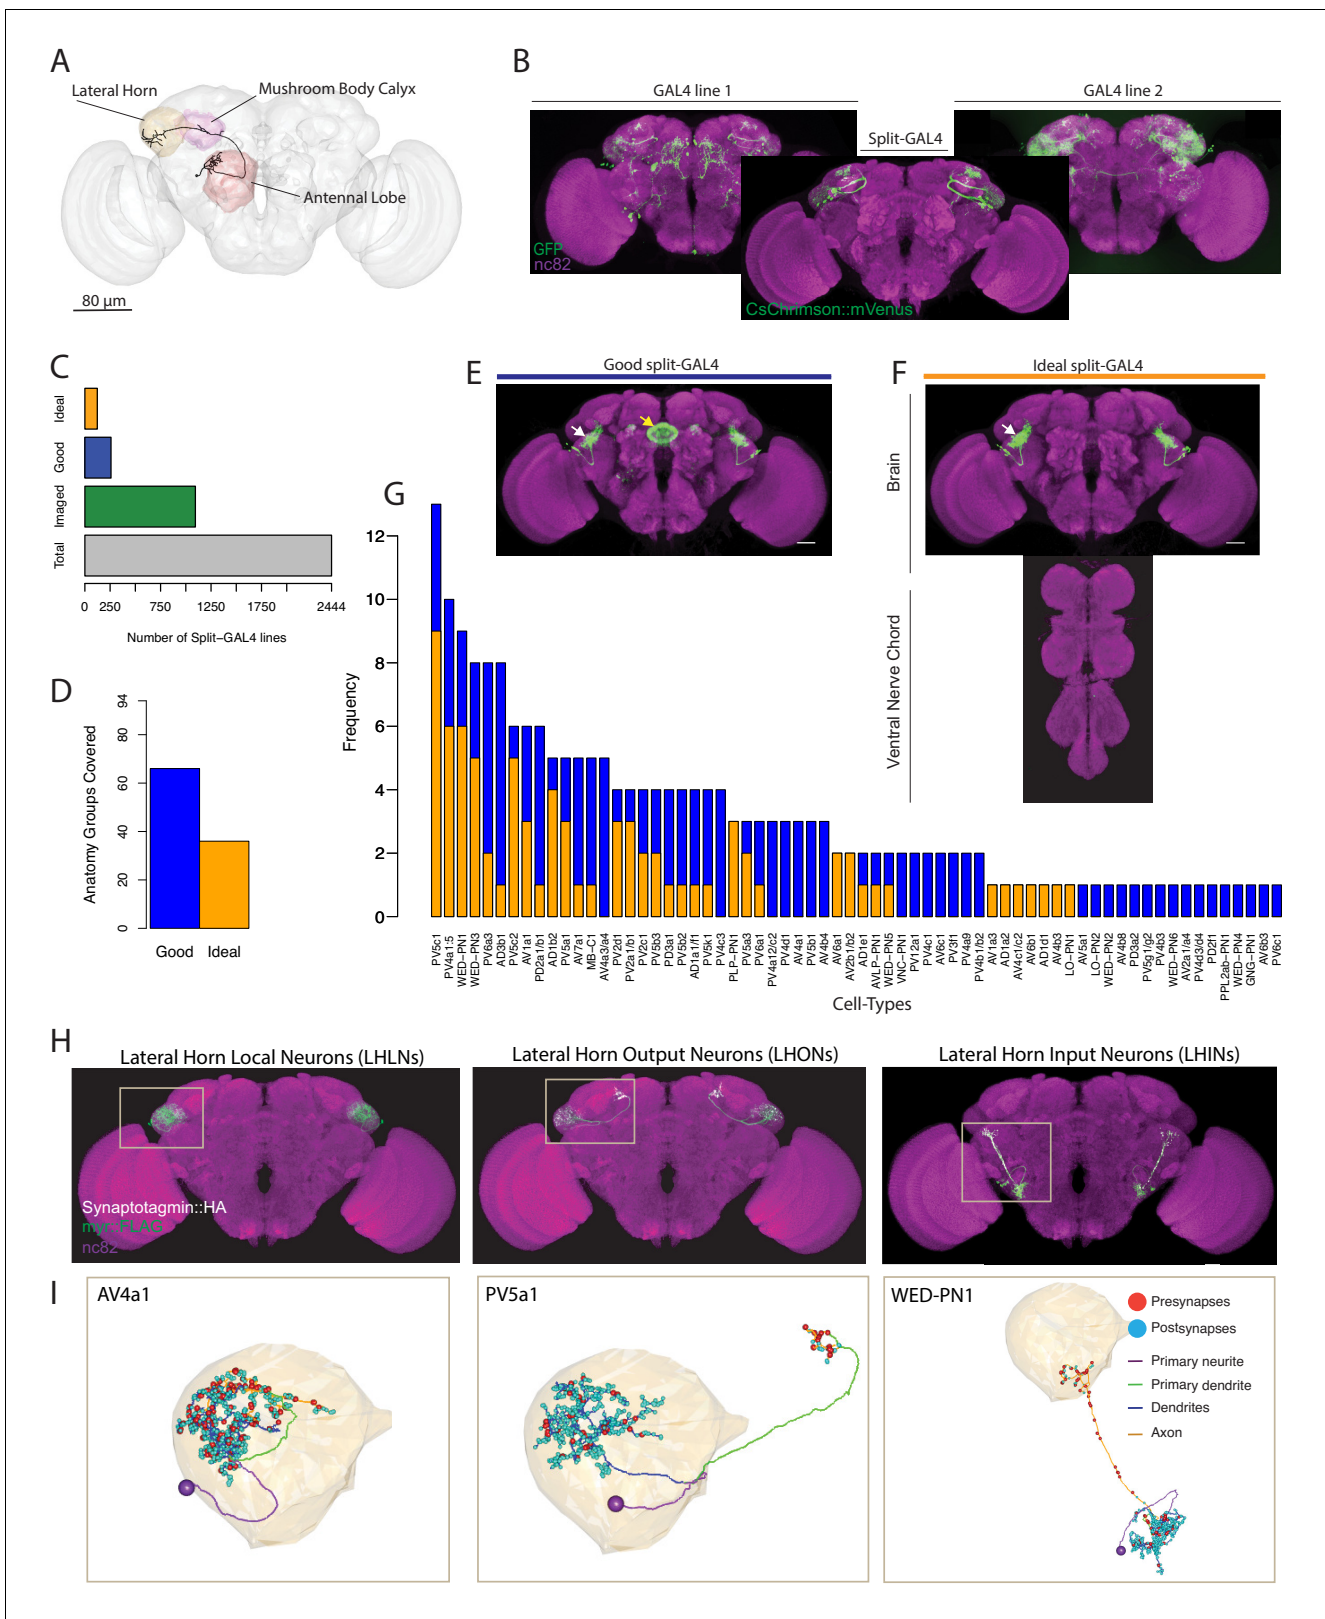 A
Lateral Horn
Mushroom Body Calyx
Antennal Lobe
80 µm
B
GAL4 line 1
GAL4 line 2
Split-GAL4
GFP
nc82
CsChrimson::mVenus
C
Ideal
Good
Imaged
Total
0 250 750 1250 1750 2444
Number of Split−GAL4 lines
D
Anatomy Groups Covered
0 20 40 60 80 94
Good Ideal
E
Good split-GAL4
F
Ideal split-GAL4
Brain
Ventral Nerve Chord
G
Frequency
12
10
8
6
4
2
0
PV5c1
PV4a1:5
WED−PN1
WED−PN3
PV6a3
AD3b1
PV5c2
AV1a1
PD2a1/b1
AD1b2
PV5a1
AV7a1
MB−C1
AV4a3/a4
PV2d1
PV2a1/b1
PV2c1
PV5b3
PD3a1
PV5b2
AD1a1/f1
PV5k1
PV4c3
PLP−PN1
PV5a3
PV6a1
PV4a12/c2
PV4d1
AV4a1
PV5b1
AV4b4
AV6a1
AV2b1/b2
AD1e1
AVLP−PN1
WED−PN5
VNC−PN1
PV12a1
PV4c1
AV6c1
PV3f1
PV4a9
PV4b1/b2
AV1a3
AV1a2
AV4c1/c2
AV6b1
AD1d1
AV4b3
LO−PN1
AV5a1
LO−PN2
WED−PN2
AV4b8
PD3a2
PV5g1/g2
PV4b3
WED−PN6
AV2a1/a4
PV4d3/d4
PD2f1
PPL2ab−PN1
WED−PN4
GNG−PN1
AV6b3
PV6c1
Cell-Types
H
Lateral Horn Local Neurons (LHLNs)
Lateral Horn Output Neurons (LHONs)
Lateral Horn Input Neurons (LHINs)
Synaptotagmin::HA
myr::FLAG
nc82
I
AV4a1
PV5a1
WED-PN1
Presynapses
Postsynapses
Primary neurite
Primary dendrite
Dendrites
Axon